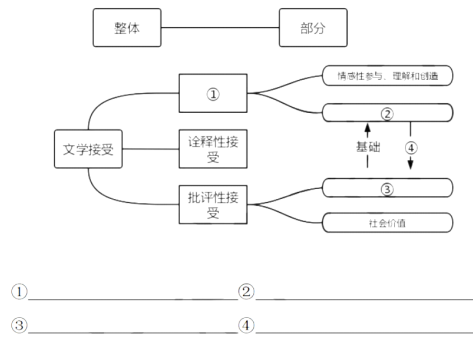 整体
部分
情感性参与、理解和创造
①
②
文学接受
诠释性接
受
基础
④
批评性接
受
③
社会价值
① ②
③ ④